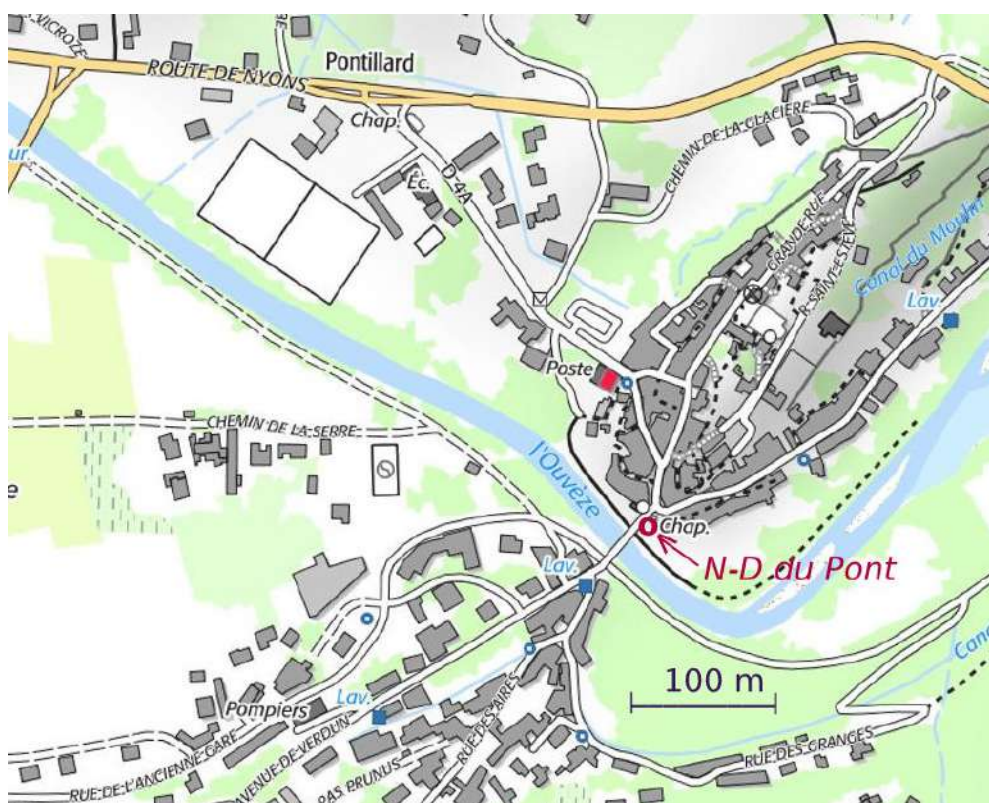 VICROZE
ROUTE DE NYONS
Pontillard
Chap.
CHEMIN DE LA GLACIÈRE
Éc.
D-4A
GRANDE-RUE
R-SAINT-ESTÈVE
Canal du Moulin
Lav.
Poste
CHEMIN DE LA SERRE
l'Ouvèze
Chap.
N-D du Pont
Lav.
100 m
Lav.
Pompiers
RUE DE L'ANCIENNE GARE
AVENUE DE VERDUN
RUE DES AIRES
PRUNUS
RUE DES GRANGES